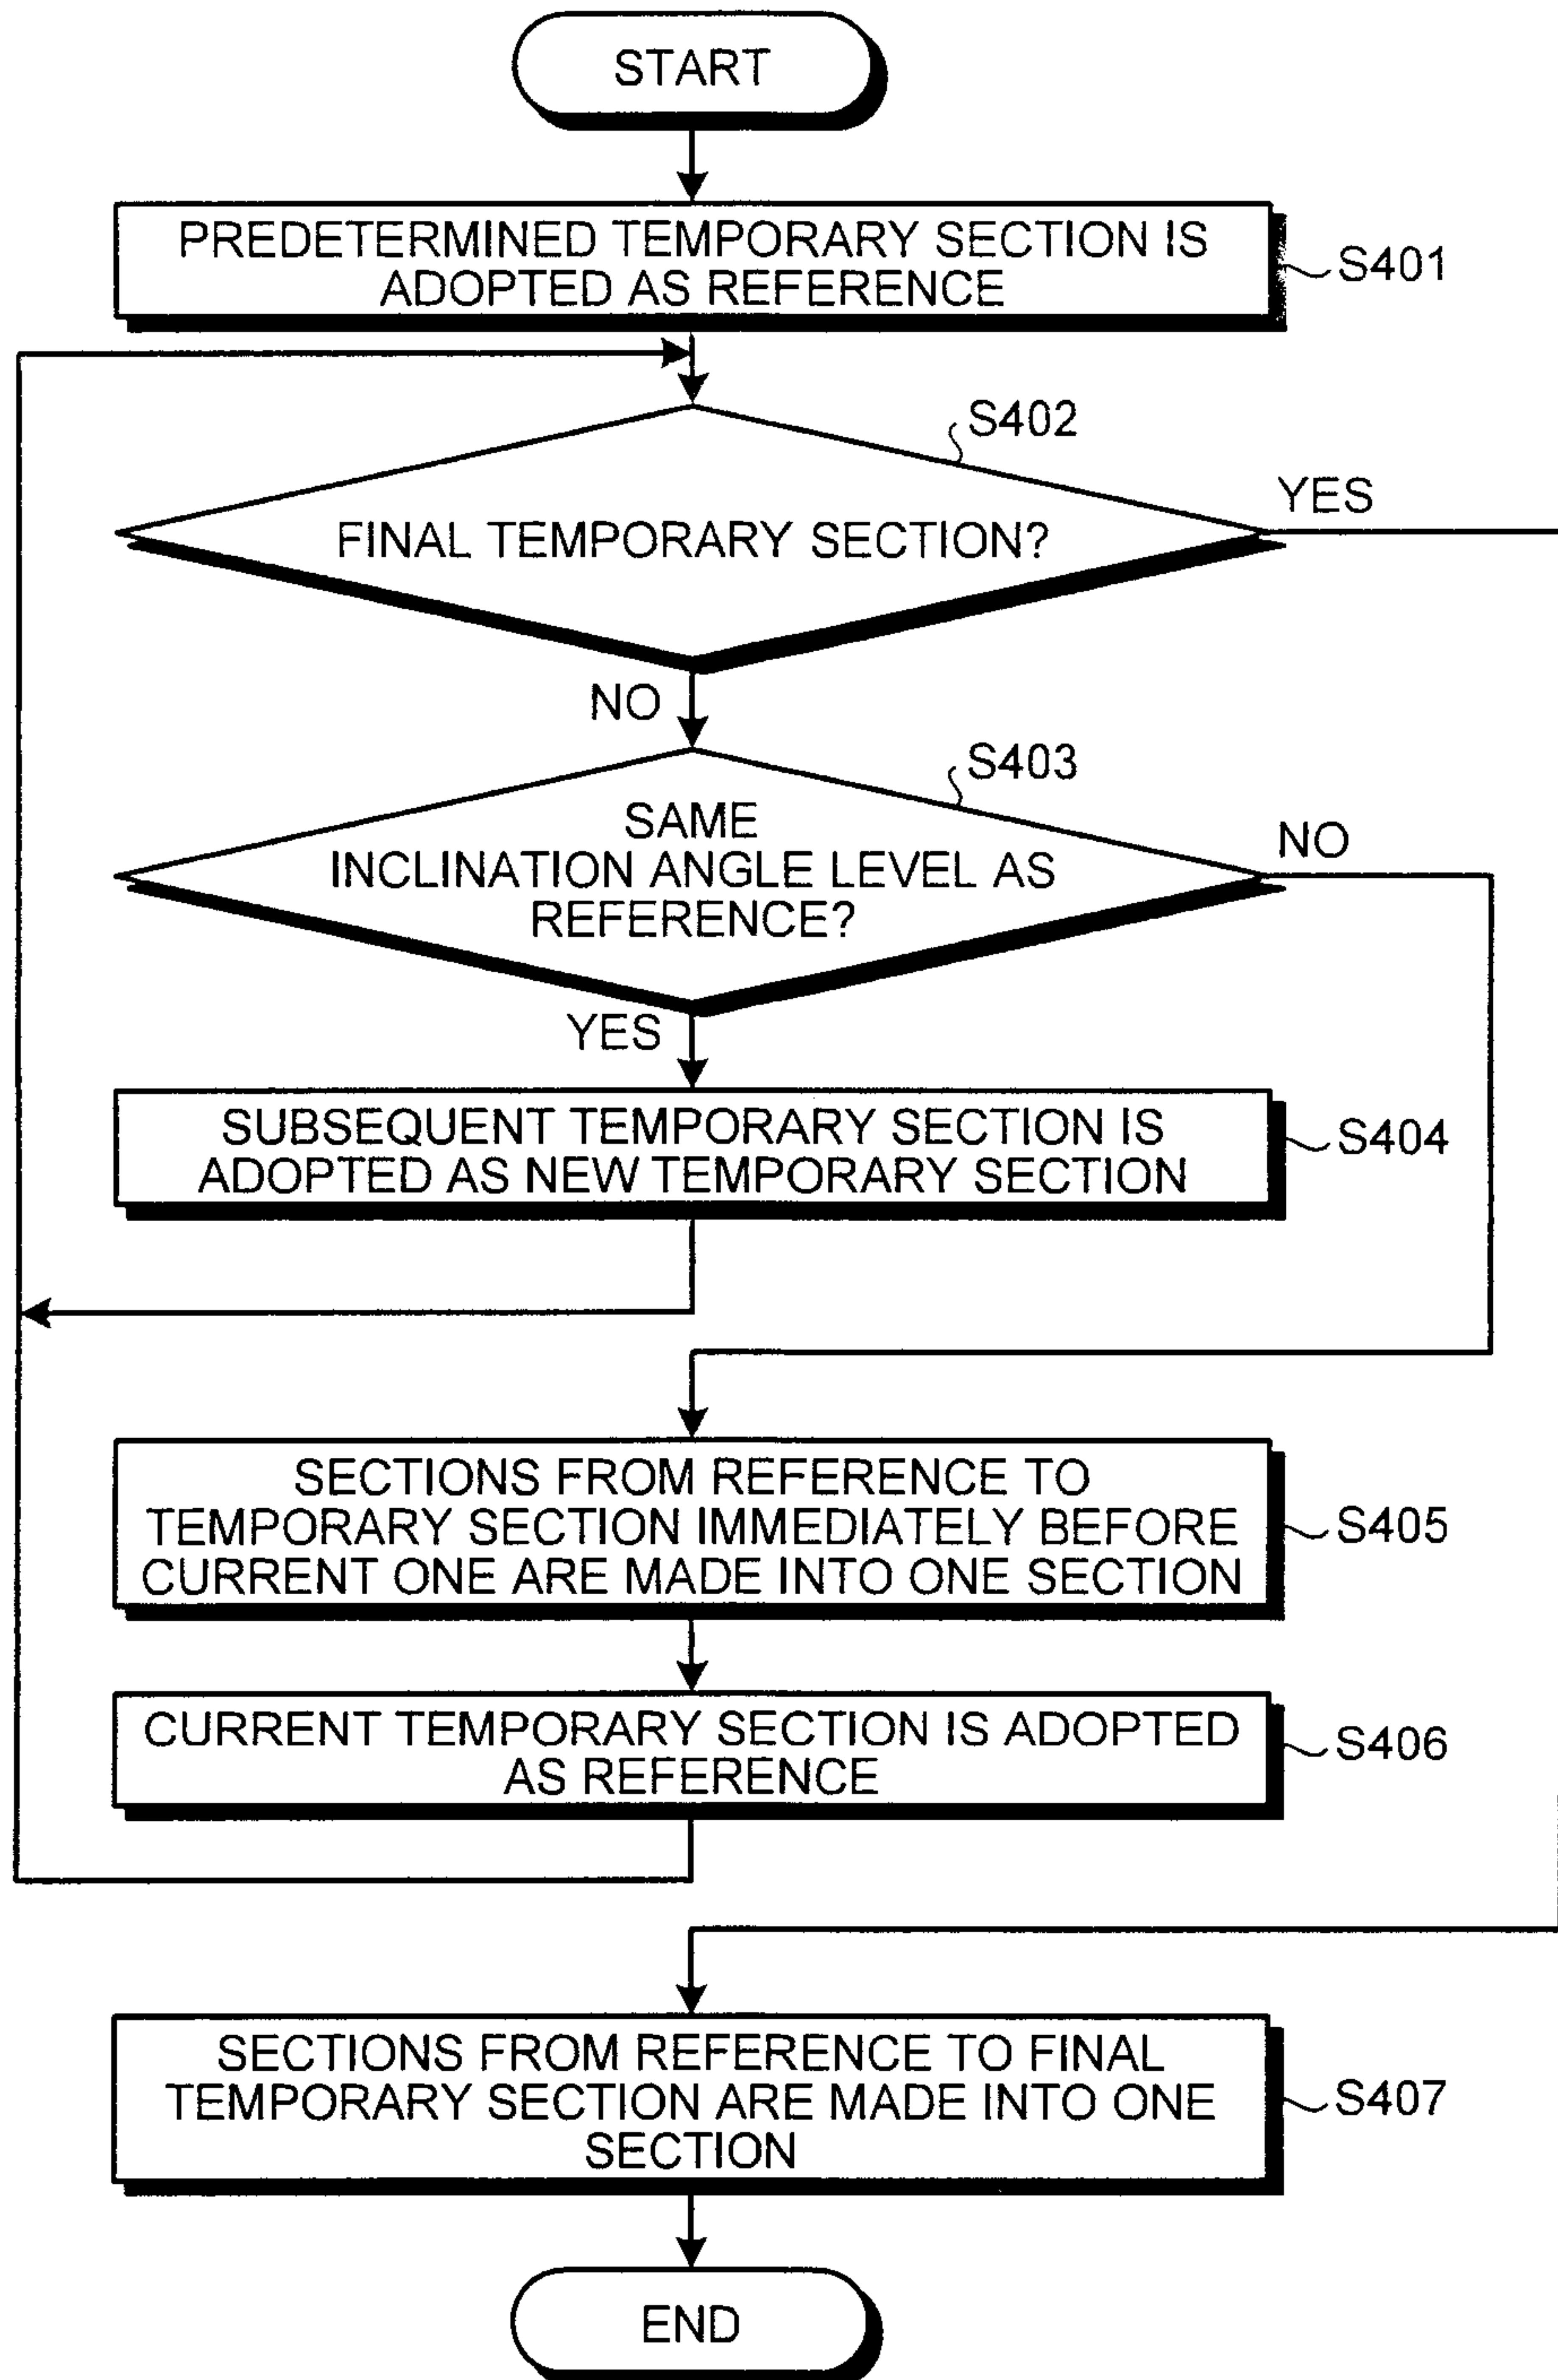 START
PREDETERMINED TEMPORARY SECTION IS
ADOPTED AS REFERENCE
S401
S402
YES
FINAL TEMPORARY SECTION?
NO
S403
SAME
INCLINATION ANGLE LEVEL AS
REFERENCE?
NO
YES
SUBSEQUENT TEMPORARY SECTION IS
ADOPTED AS NEW TEMPORARY SECTION
S404
SECTIONS FROM REFERENCE TO
TEMPORARY SECTION IMMEDIATELY BEFORE
CURRENT ONE ARE MADE INTO ONE SECTION
S405
CURRENT TEMPORARY SECTION IS ADOPTED
AS REFERENCE
S406
SECTIONS FROM REFERENCE TO FINAL
TEMPORARY SECTION ARE MADE INTO ONE
SECTION
S407
END